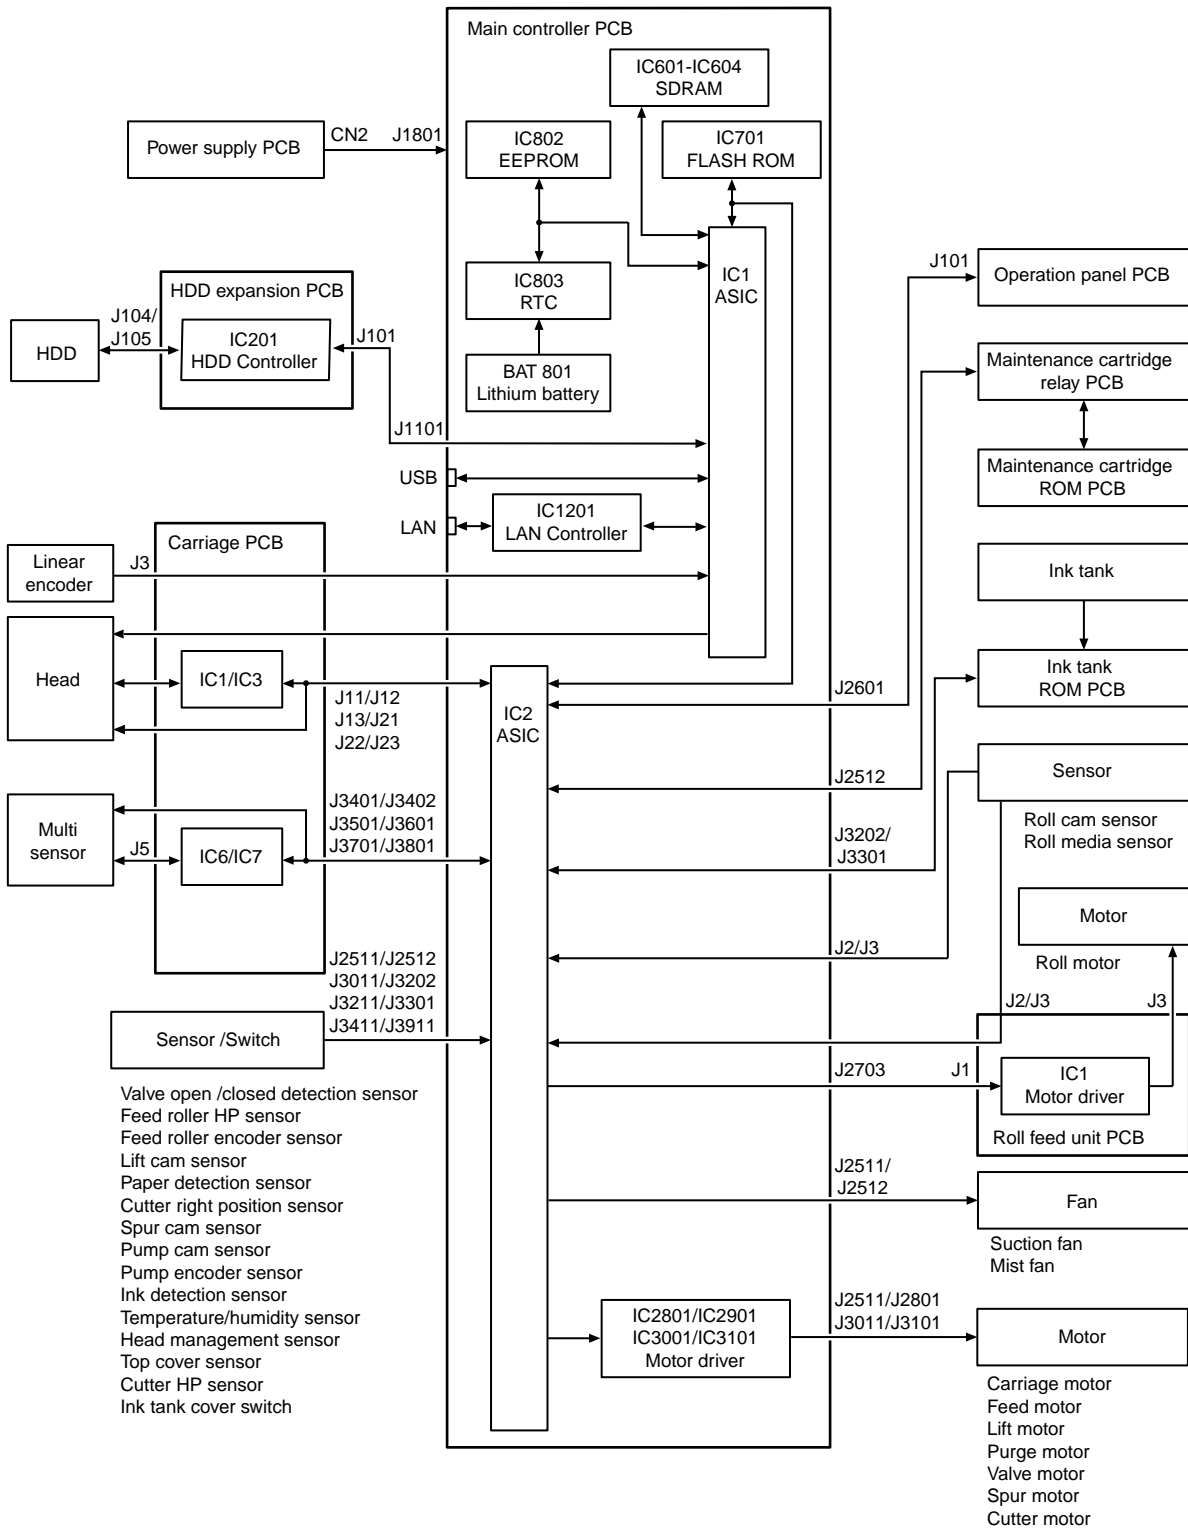 Main controller PCB
IC601-IC604
SDRAM
Power supply PCB
CN2
J1801
IC802
EEPROM
IC701
FLASH ROM
IC1
ASIC
IC803
RTC
BAT 801
Lithium battery
HDD expansion PCB
J104/
J105
HDD
IC201
HDD Controller
J101
J1101
USB
LAN
IC1201
LAN Controller
J101
Operation panel PCB
Maintenance cartridge
relay PCB
Maintenance cartridge
ROM PCB
Ink tank
Ink tank
ROM PCB
Carriage PCB
Linear
encoder
J3
Head
IC1/IC3
J11/J12
J13/J21
J22/J23
IC2
ASIC
J2601
J2512
J3202/
J3301
Sensor
Roll cam sensor
Roll media sensor
Multi
sensor
J5
IC6/IC7
J3401/J3402
J3501/J3601
J3701/J3801
Motor
Roll motor
J2/J3
J2/J3
J3
J2511/J2512
J3011/J3202
J3211/J3301
J3411/J3911
Sensor /Switch
Valve open /closed detection sensor
Feed roller HP sensor
Feed roller encoder sensor
Lift cam sensor
Paper detection sensor
Cutter right position sensor
Spur cam sensor
Pump cam sensor
Pump encoder sensor
Ink detection sensor
Temperature/humidity sensor
Head management sensor
Top cover sensor
Cutter HP sensor
Ink tank cover switch
J2703
J1
IC1
Motor driver
Roll feed unit PCB
J2511/
J2512
Fan
Suction fan
Mist fan
IC2801/IC2901
IC3001/IC3101
Motor driver
J2511/J2801
J3011/J3101
Motor
Carriage motor
Feed motor
Lift motor
Purge motor
Valve motor
Spur motor
Cutter motor